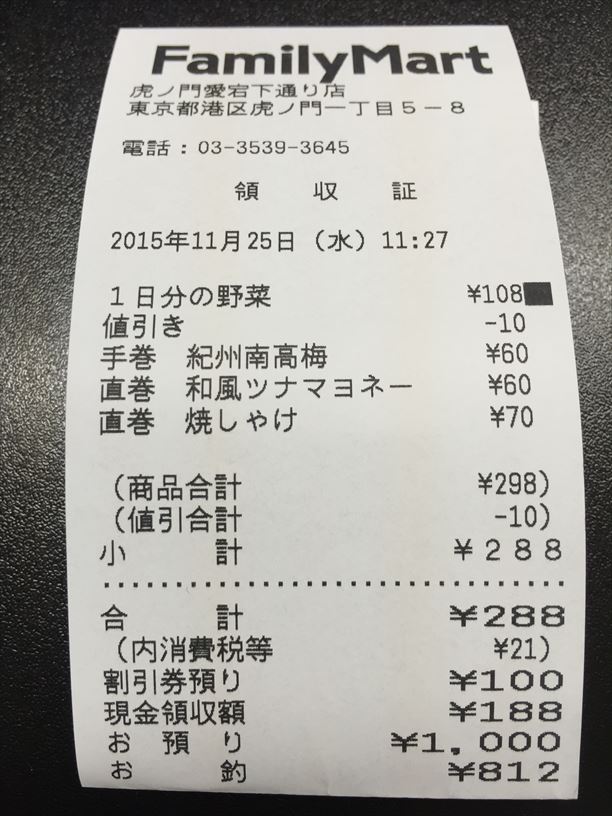 FamilyMart
虎ノ門愛宕下通り店
東京都港区虎ノ門一丁目5-8
電話:03-3539-3645
領 収 証
2015年11月25日(水)11:27
1日分の野菜 ¥108■
値引き -10
手巻 紀州南高梅 ¥60
直巻 和風ツナマヨネー ¥60
直巻 焼しゃけ ¥70
(商品合計 ¥298)
(値引合計 -10)
小 計 ¥288
合 計 ¥288
(内消費税等 ¥21)
割引券預り ¥100
現金領収額 ¥188
お 預 り ¥1,000
お 釣 ¥812